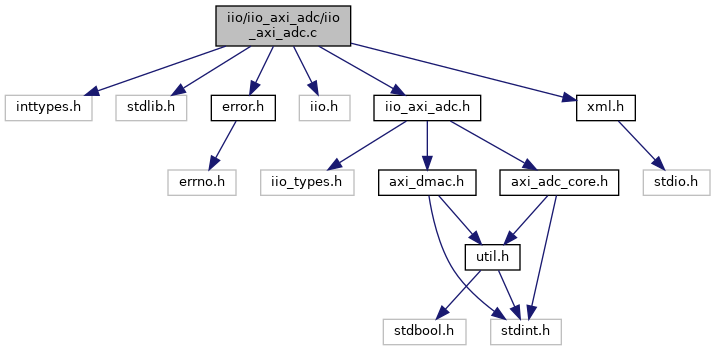 iio/iio_axi_adc/iio
_axi_adc.c
inttypes.h
stdlib.h
error.h
iio.h
iio_axi_adc.h
xml.h
errno.h
iio_types.h
axi_dmac.h
axi_adc_core.h
stdio.h
util.h
stdbool.h
stdint.h